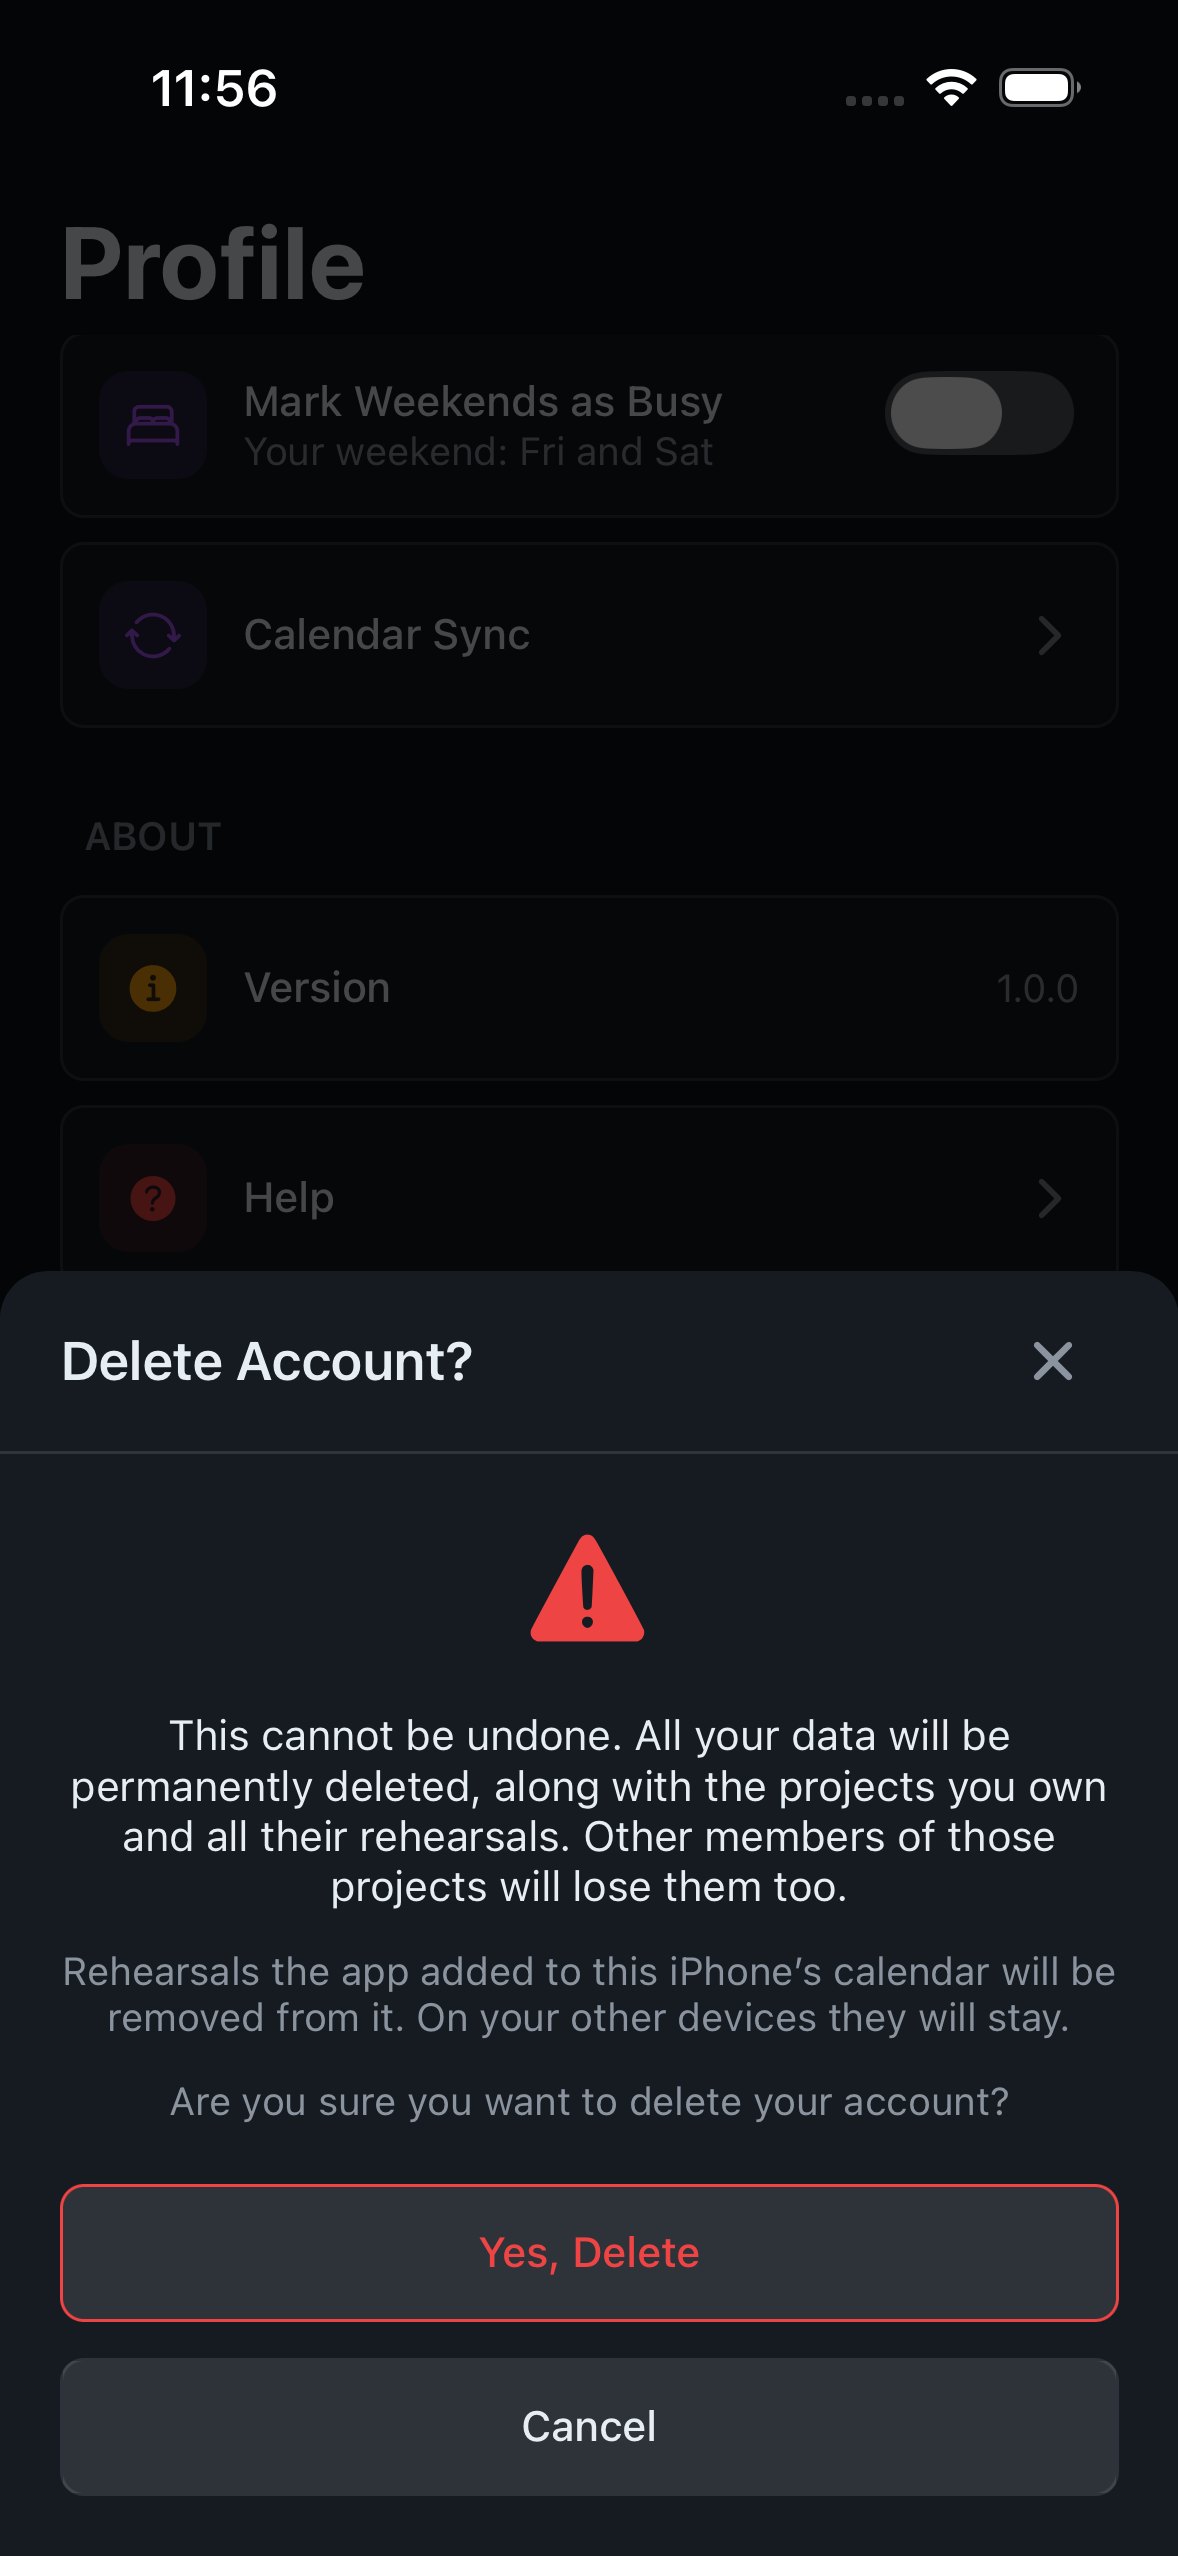 11:56
Profile
Mark Weekends as Busy
Your weekend: Fri and Sat
Calendar Sync
ABOUT
Version
1.0.0
Help
Delete Account?
This cannot be undone. All your data will be
permanently deleted, along with the projects you own
and all their rehearsals. Other members of those
projects will lose them too.
Rehearsals the app added to this iPhone’s calendar will be
removed from it. On your other devices they will stay.
Are you sure you want to delete your account?
Yes, Delete
Cancel